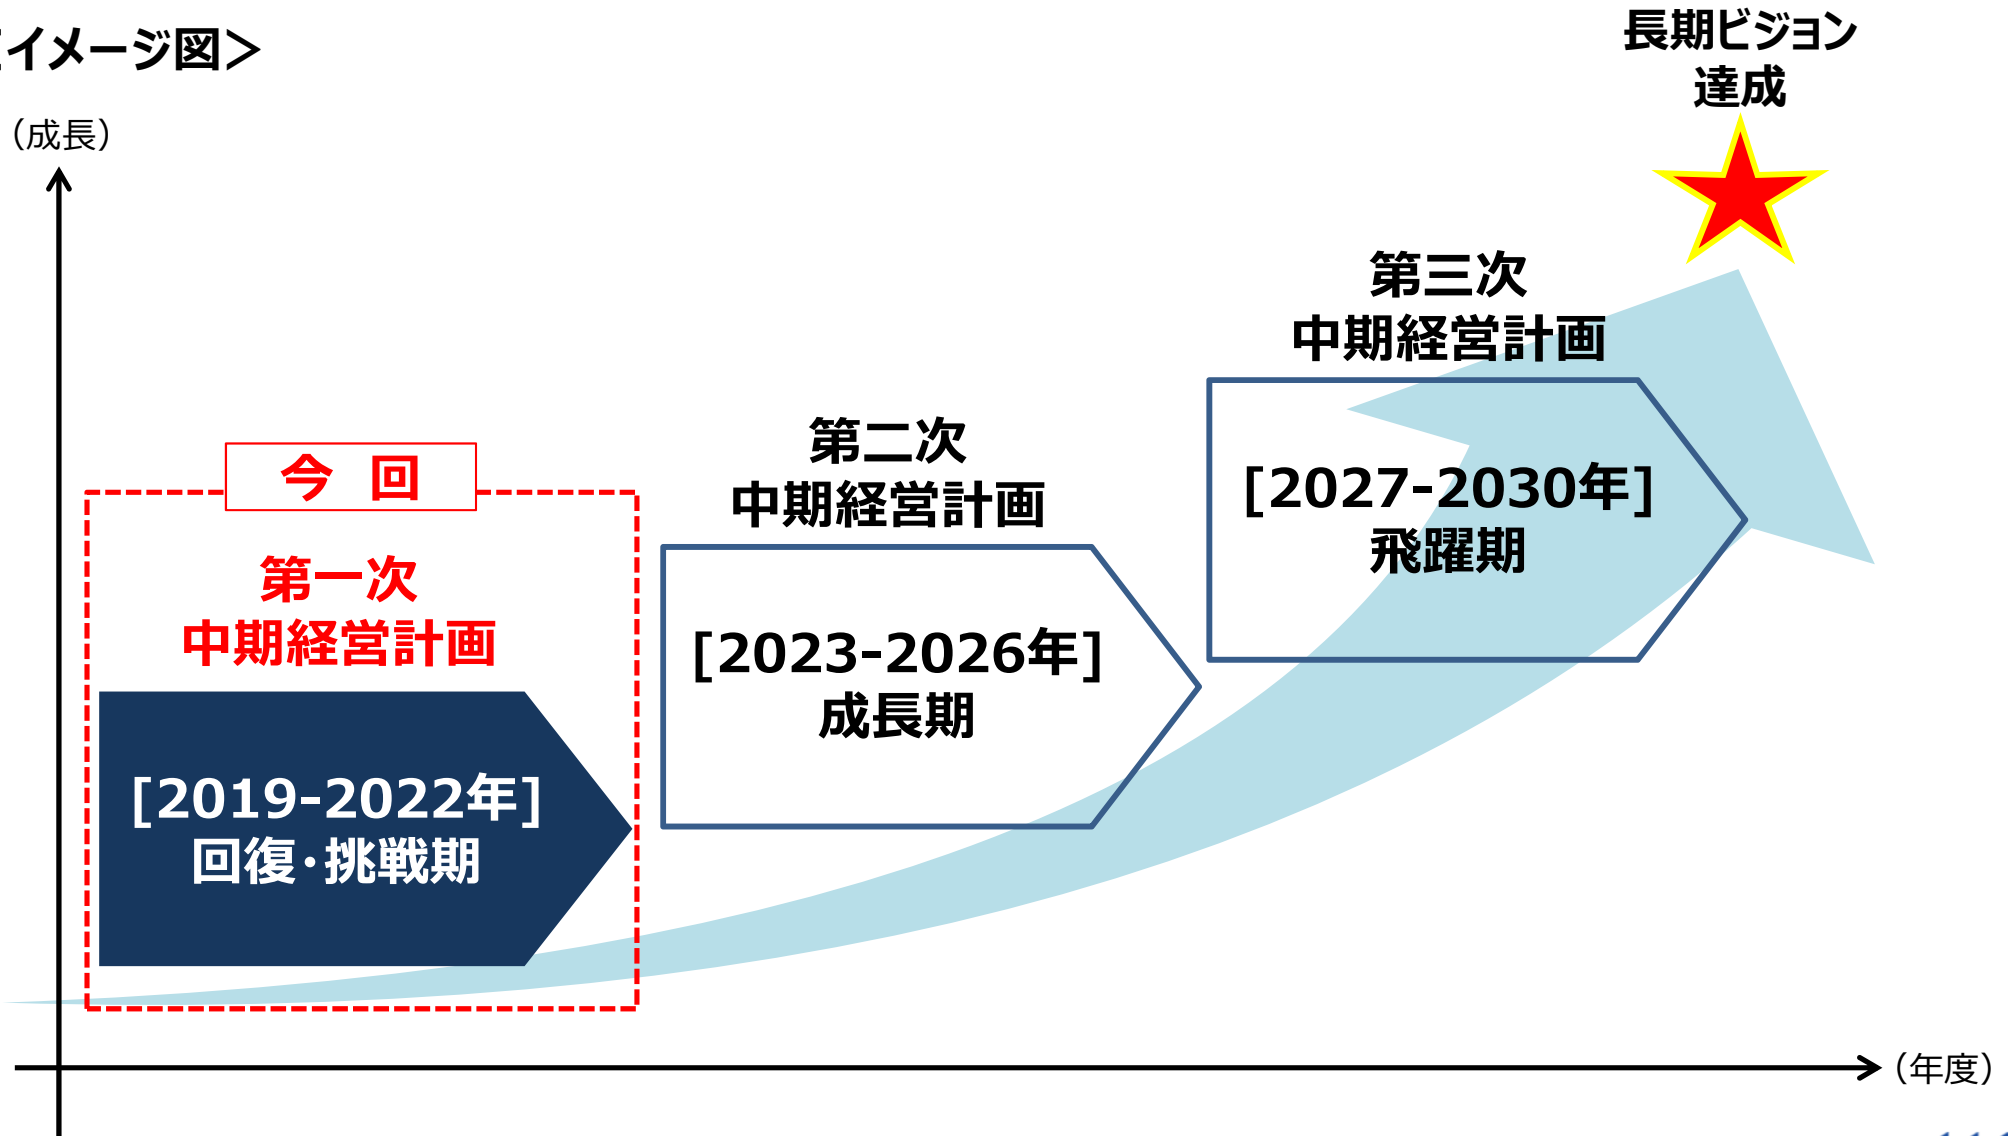 イメージ図＞
（成長）
長期ビジョン
達成
第三次
中期経営計画
[2027-2030年]
飛躍期
第二次
中期経営計画
[2023-2026年]
成長期
今　回
第一次
中期経営計画
[2019-2022年]
回復・挑戦期
（年度）